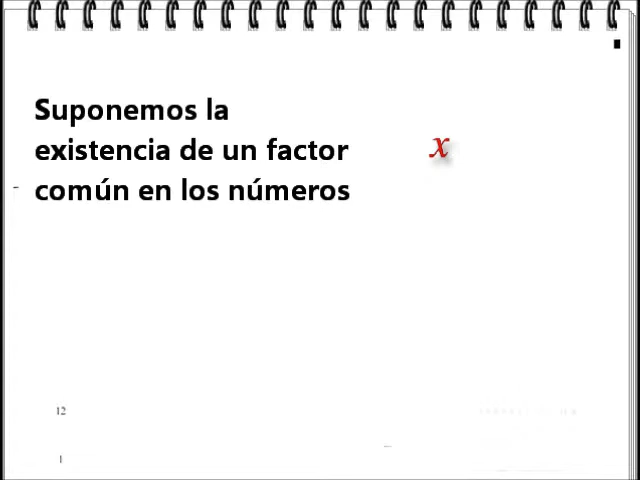 Suponemos la
existencia de un factor x
común en los números
12
1